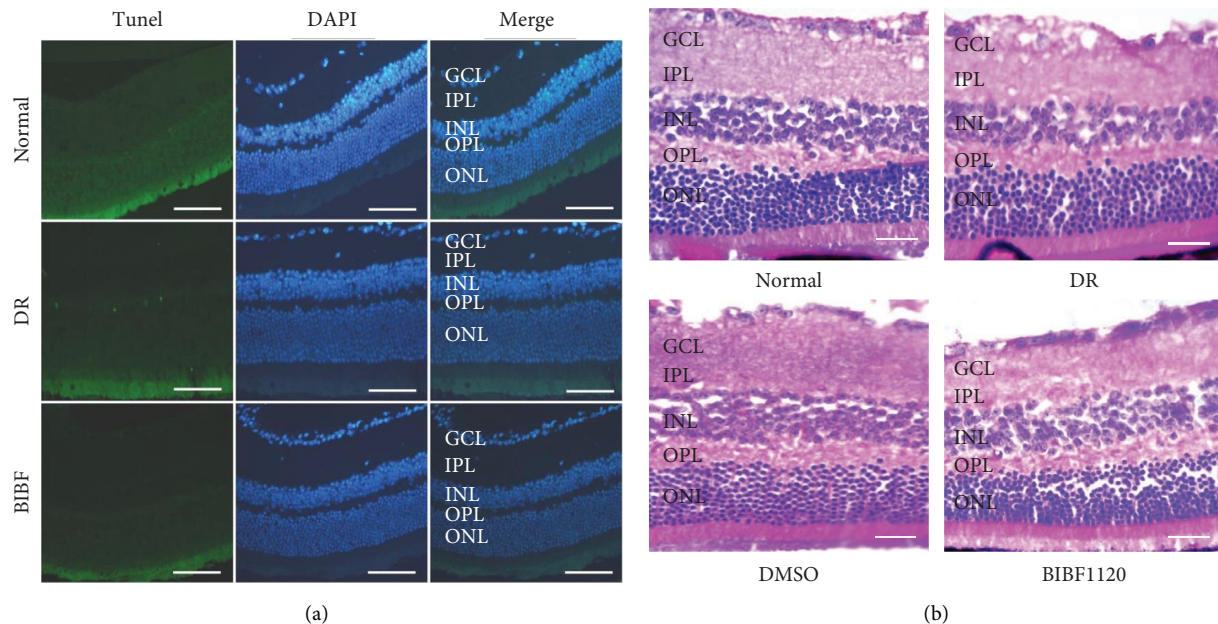 Tunel DAPI Merge
Normal
GCL
IPL
INL
OPL
ONL
DR
GCL
IPL
INL
OPL
ONL
BIBF
GCL
IPL
INL
OPL
ONL
(a)
GCL
IPL
INL
OPL
ONL
Normal
GCL
IPL
INL
OPL
ONL
DR
GCL
IPL
INL
OPL
ONL
DMSO
GCL
IPL
INL
OPL
ONL
BIBF1120
(b)